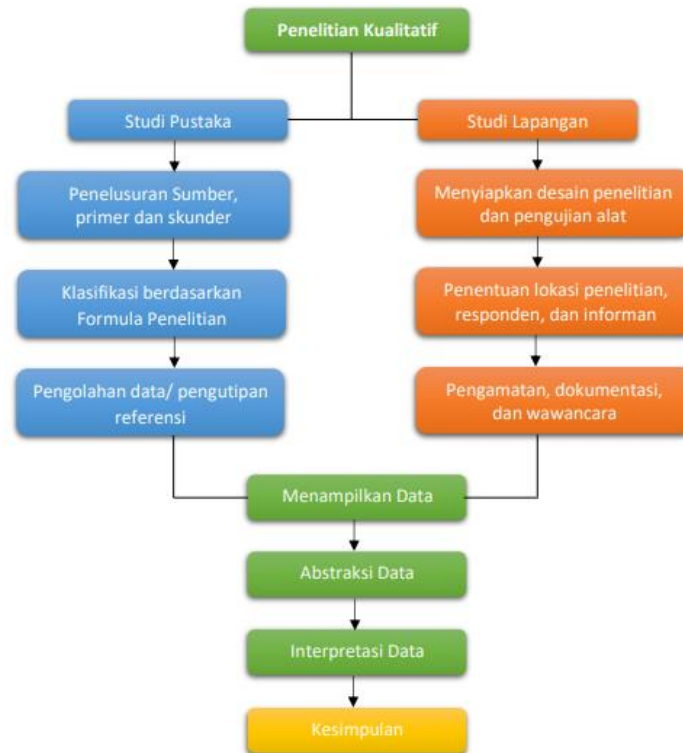 Penelitian Kualitatif
Studi Pustaka
Studi Lapangan
Penelusuran Sumber,
primer dan skunder
Menyiapkan desain penelitian
dan pengujian alat
Klasifikasi berdasarkan
Formula Penelitian
Penentuan lokasi penelitian,
responden, dan informan
Pengolahan data/ pengutipan
referensi
Pengamatan, dokumentasi,
dan wawancara
Menampilkan Data
Abstraksi Data
Interpretasi Data
Kesimpulan